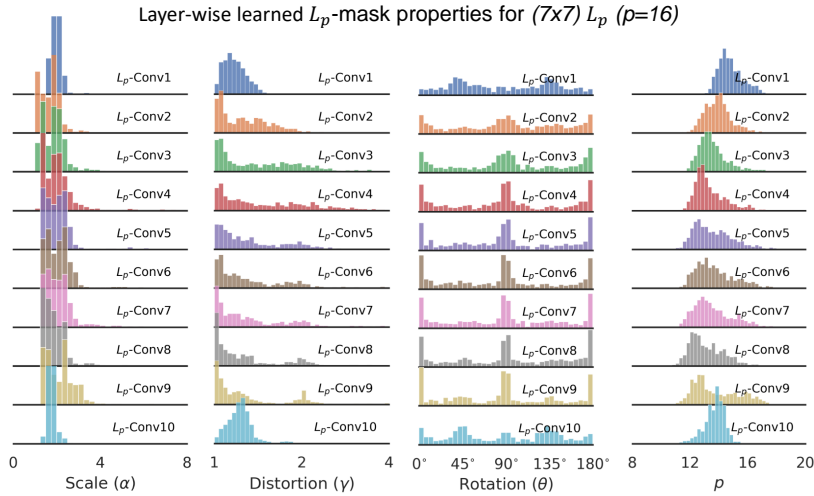 Layer-wise learned Lp-mask properties for (7x7) Lp (p=16)
Lp-Conv1 Lp-Conv1 Lp-Conv1 Lp-Conv1
Lp-Conv2 Lp-Conv2 Lp-Conv2 Lp-Conv2
Lp-Conv3 Lp-Conv3 Lp-Conv3 Lp-Conv3
Lp-Conv4 Lp-Conv4 Lp-Conv4 Lp-Conv4
Lp-Conv5 Lp-Conv5 Lp-Conv5 Lp-Conv5
Lp-Conv6 Lp-Conv6 Lp-Conv6 Lp-Conv6
Lp-Conv7 Lp-Conv7 Lp-Conv7 Lp-Conv7
Lp-Conv8 Lp-Conv8 Lp-Conv8 Lp-Conv8
Lp-Conv9 Lp-Conv9 Lp-Conv9 Lp-Conv9
Lp-Conv10 Lp-Conv10 Lp-Conv10 Lp-Conv10
0 4 8 1 2 4 0° 45° 90° 135° 180° 8 12 16 20
Scale (α) Distortion (γ) Rotation (θ) p